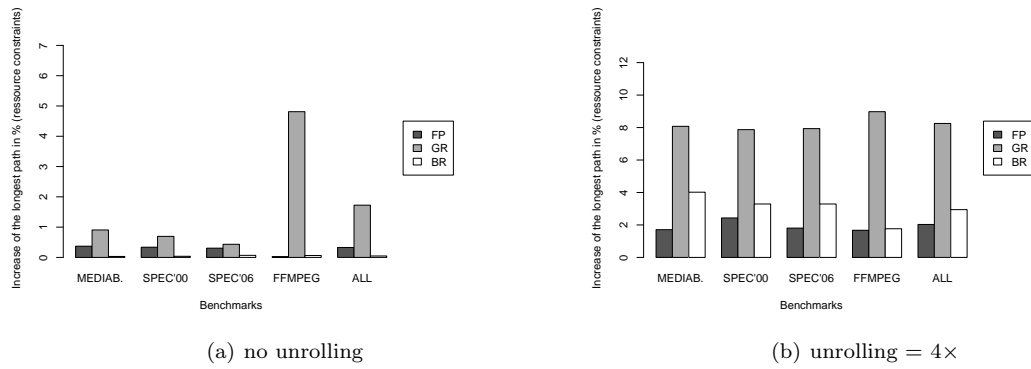 Increase of the longest path in % (ressource constraints)
7
6
5
4
3
2
1
0
FP
GR
BR
MEDIAB. SPEC'00 SPEC'06 FFMPEG ALL
Benchmarks
(a) no unrolling
Increase of the longest path in % (ressource constraints)
12
10
8
6
4
2
0
FP
GR
BR
MEDIAB. SPEC'00 SPEC'06 FFMPEG ALL
Benchmarks
(b) unrolling = 4×